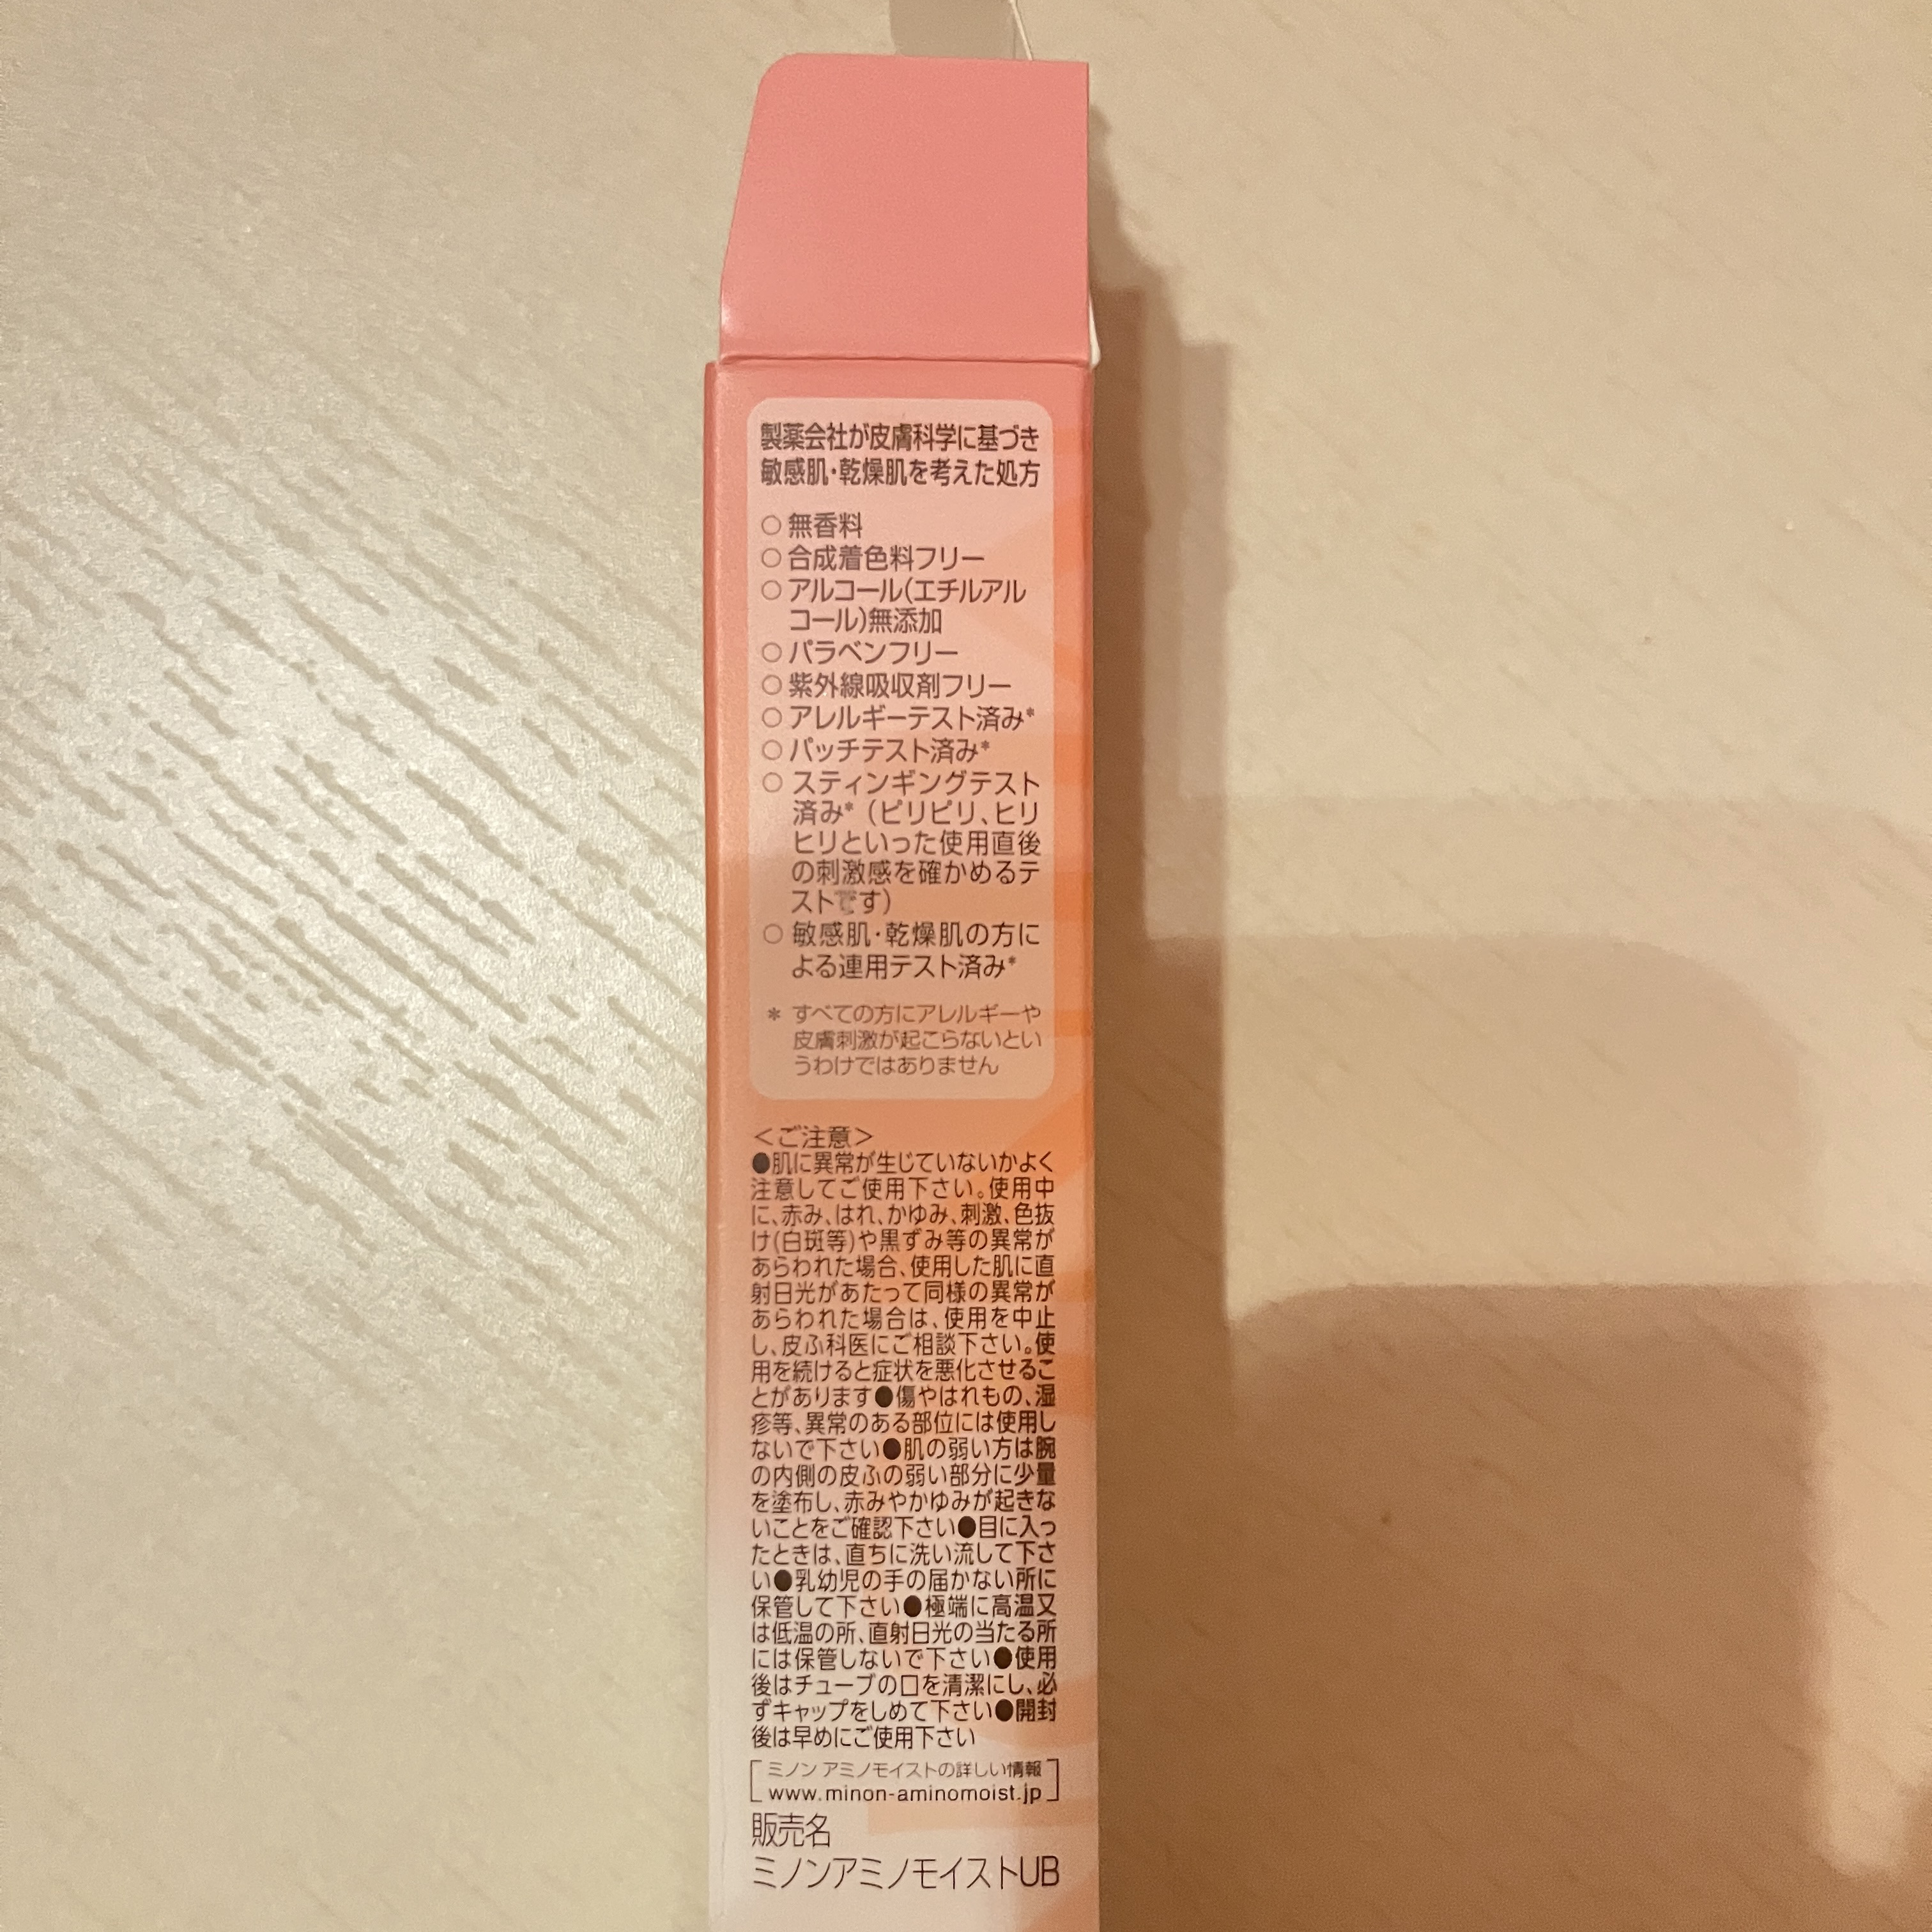 製薬会社が皮膚科学に基づき
敏感肌・乾燥肌を考えた処方
○無香料
○合成着色料フリー
○アルコール(エチルアル
コール)無添加
○パラベンフリー
○紫外線吸収剤フリー
○アレルギーテスト済み*
○パッチテスト済み*
○スティンギングテスト
済み*(ピリピリ、ヒリ
ヒリといった使用直後
の刺激感を確かめるテ
ストです)
○敏感肌・乾燥肌の方に
よる連用テスト済み*
*すべての方にアレルギーや
皮膚刺激が起こらないとい
うわけではありません
<ご注意>
●肌に異常が生じていないかよく
注意してご使用下さい。使用中
に、赤み、はれ、かゆみ、刺激、色抜
け(白斑等)や黒ずみ等の異常が
あらわれた場合、使用した肌に直
射日光があたって同様の異常が
あらわれた場合は、使用を中止
し、皮ふ科医にご相談下さい。使
用を続けると症状を悪化させるこ
とがあります●傷やはれもの、湿
疹等、異常のある部位には使用し
ないで下さい●肌の弱い方は腕
の内側の皮ふの弱い部分に少量
を塗布し、赤みやかゆみが起きな
いことをご確認下さい●目に入っ
たときは、直ちに洗い流して下さ
い●乳幼児の手の届かない所に
保管して下さい●極端に高温又
は低温の所、直射日光の当たる所
には保管しないで下さい●使用
後はチューブの口を清潔にし、必
ずキャップをしめて下さい●開封
後は早めにご使用下さい
ミノン アミノモイストの詳しい情報
www.minon-aminomoist.jp
販売名
ミノンアミノモイストUB